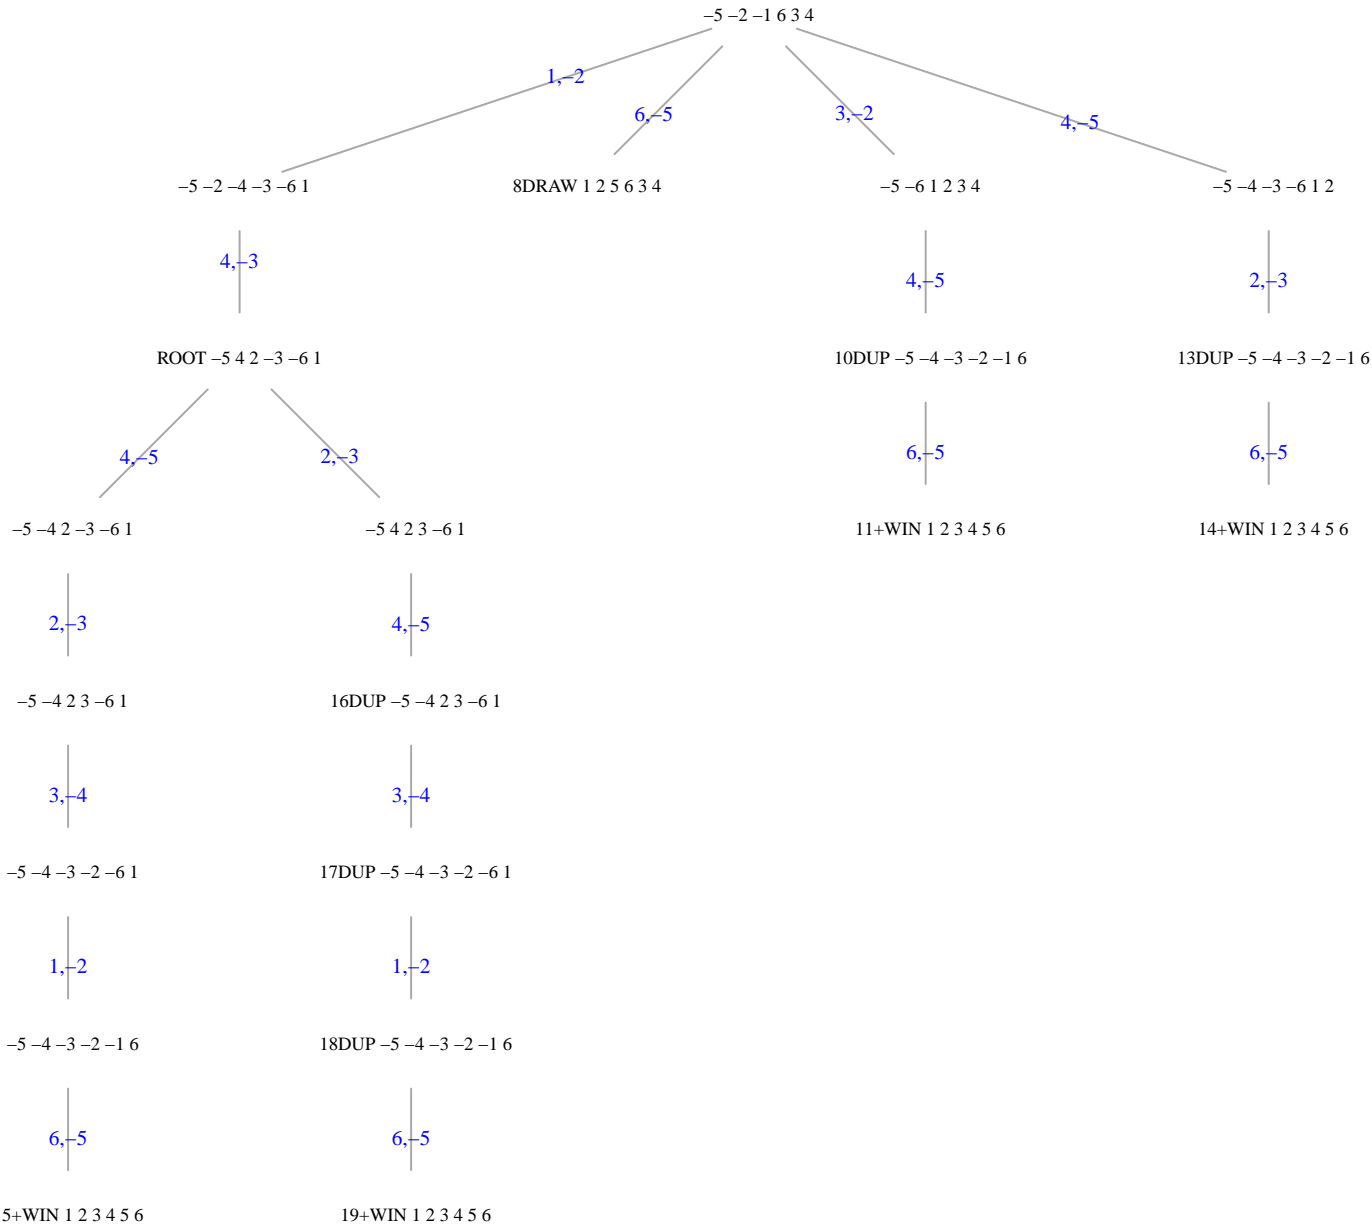 –5 –2 –1 6 3 4
1,–2
6,–5
3,–2
4,–5
–5 –2 –4 –3 –6 1
8DRAW 1 2 5 6 3 4
–5 –6 1 2 3 4
–5 –4 –3 –6 1 2
4,–3
4,–5
2,–3
ROOT –5 4 2 –3 –6 1
10DUP –5 –4 –3 –2 –1 6
13DUP –5 –4 –3 –2 –1 6
4,–5
2,–3
6,–5
6,–5
–5 –4 2 –3 –6 1
–5 4 2 3 –6 1
11+WIN 1 2 3 4 5 6
14+WIN 1 2 3 4 5 6
2,–3
4,–5
–5 –4 2 3 –6 1
16DUP –5 –4 2 3 –6 1
3,–4
3,–4
–5 –4 –3 –2 –6 1
17DUP –5 –4 –3 –2 –6 1
1,–2
1,–2
–5 –4 –3 –2 –1 6
18DUP –5 –4 –3 –2 –1 6
6,–5
6,–5
5+WIN 1 2 3 4 5 6
19+WIN 1 2 3 4 5 6